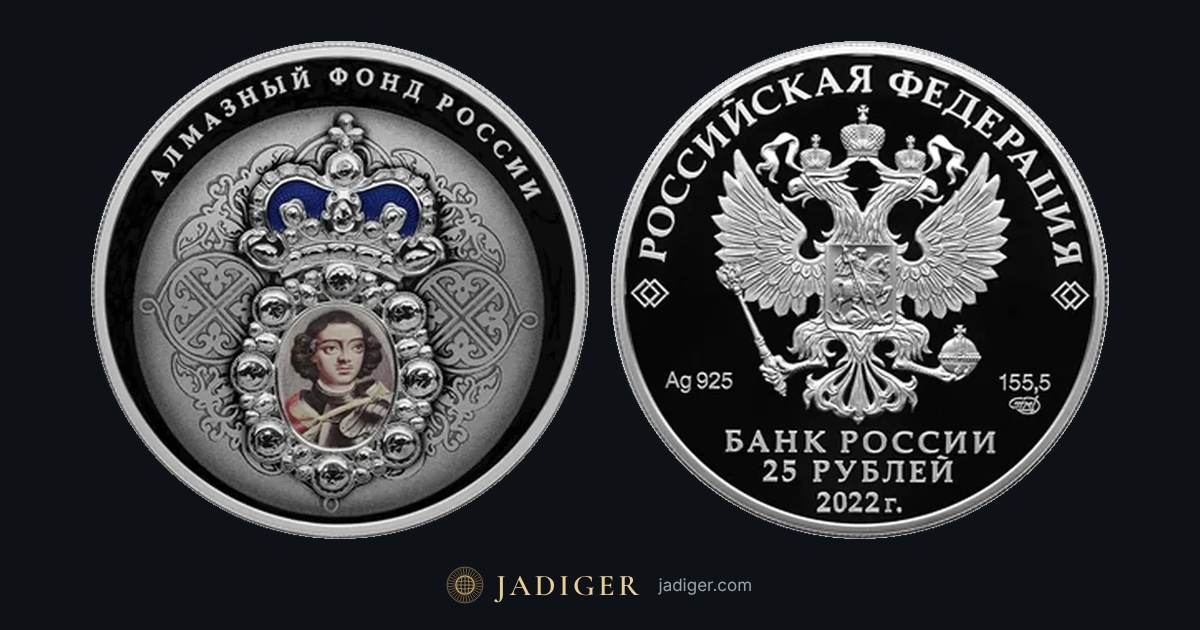 АЛМАЗНЫЙ ФОНД РОССИИ
РОССИЙСКАЯ ФЕДЕРАЦИЯ
Ag 925
155,5
БАНК РОССИИ
25 РУБЛЕЙ
2022 г.
JADIGER
jadiger.com